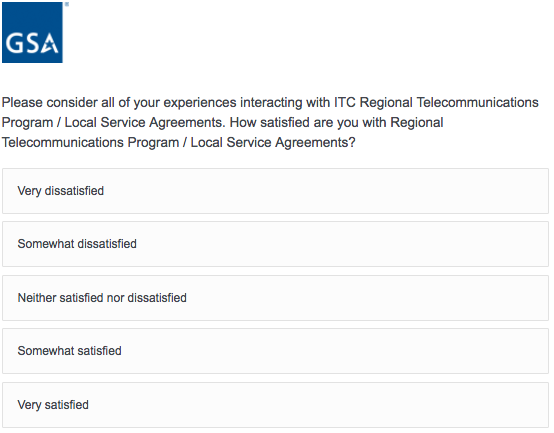 GSA
Please consider all of your experiences interacting with ITC Regional Telecommunications
Program / Local Service Agreements. How satisfied are you with Regional
Telecommunications Program / Local Service Agreements?
Very dissatisfied
Somewhat dissatisfied
Neither satisfied nor dissatisfied
Somewhat satisfied
Very satisfied